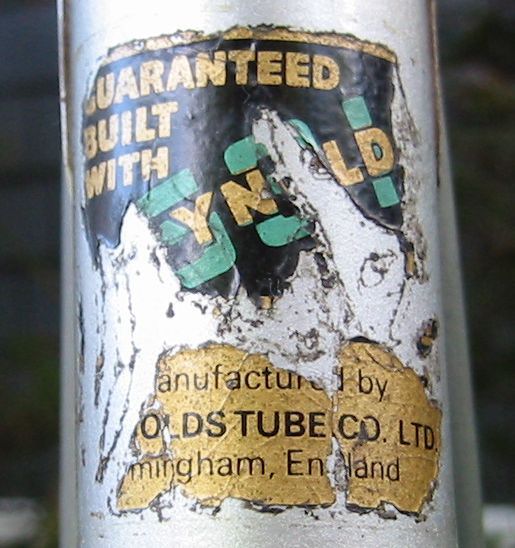 GUARANTEED
BUILT
WITH
YN LD
anufactured by
OLDS TUBE CO. LTD
mingham, En land